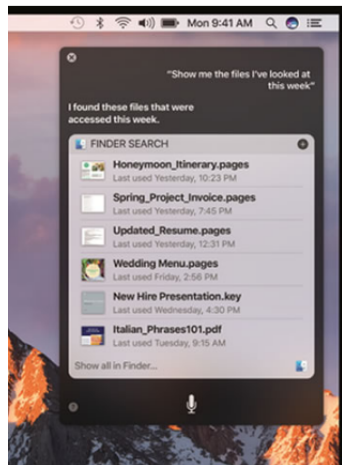 Mon 9:41 AM
"Show me the files I've looked at
this week"
I found these files that were
accessed this week.
FINDER SEARCH
Honeymoon_Itinerary.pages
Last used Yesterday, 10:23 PM
Spring_Project_Invoice.pages
Last used Yesterday, 7:45 PM
Updated_Resume.pages
Last used Yesterday, 12:31 PM
Wedding Menu.pages
Last used Friday, 2:56 PM
New Hire Presentation.key
Last used Wednesday, 4:30 PM
Italian_Phrases101.pdf
Last used Tuesday, 9:15 AM
Show all in Finder...